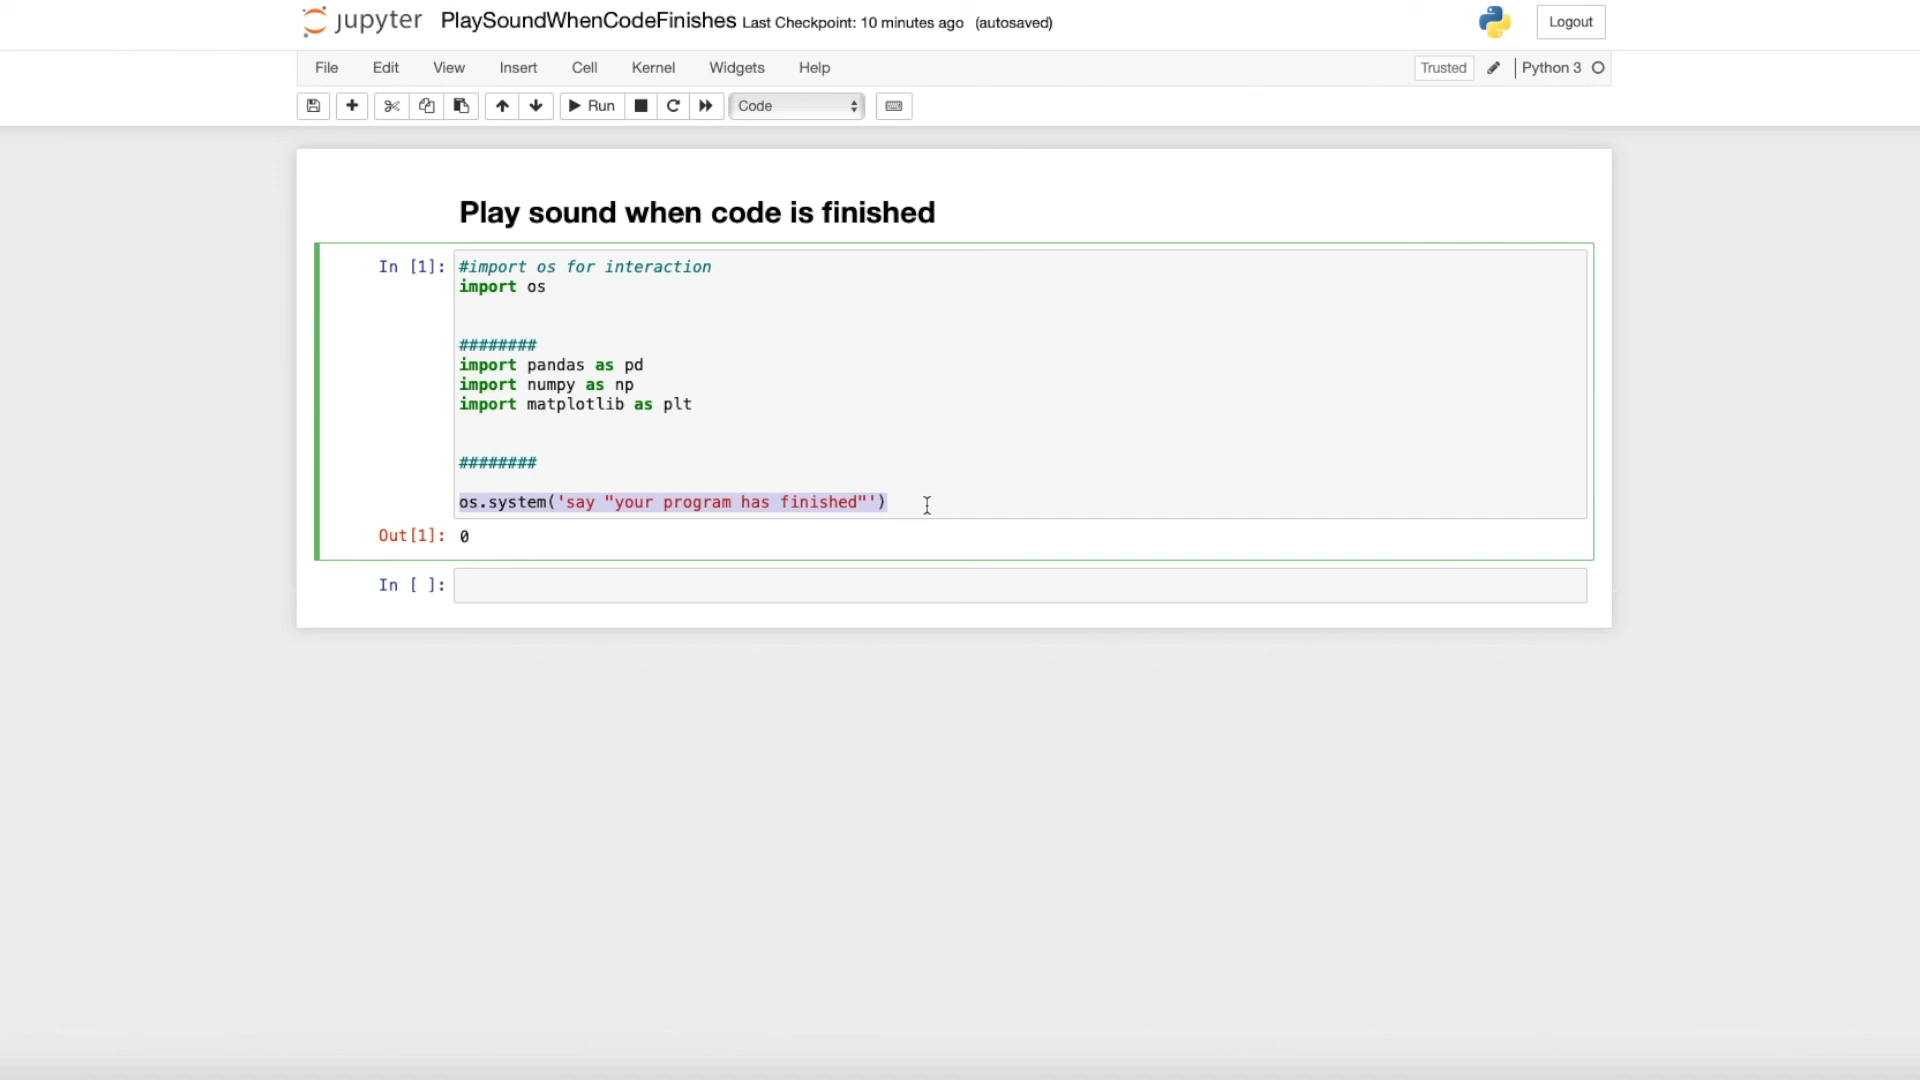 jupyter PlaySoundWhenCodeFinishes Last Checkpoint: 10 minutes ago (autosaved) Logout
File Edit View Insert Cell Kernel Widgets Help Trusted Python 3
Run Code
Play sound when code is finished
In [1]: #import os for interaction
import os
########
import pandas as pd
import numpy as np
import matplotlib as plt
########
os.system('say "your program has finished"')
Out[1]: 0
In [ ]: